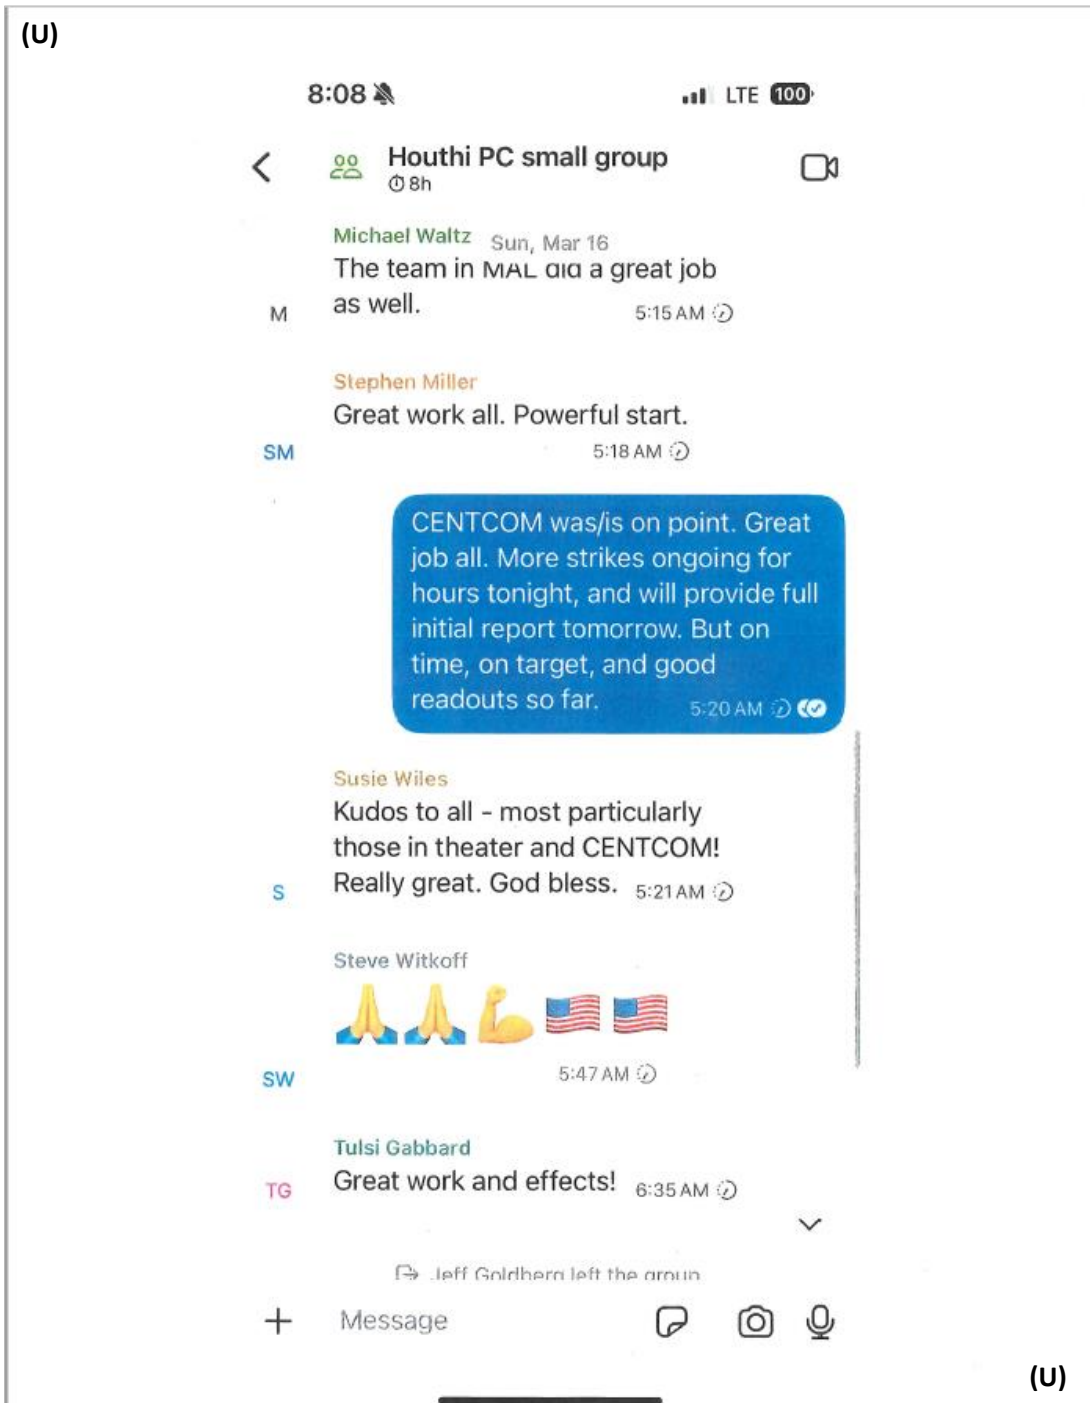 (U)
8:08
LTE 100
Houthi PC small group
8h
Michael Waltz
Sun, Mar 16
The team in MAL did a great job
as well.
5:15 AM
M
Stephen Miller
Great work all. Powerful start.
5:18 AM
SM
CENTCOM was/is on point. Great
job all. More strikes ongoing for
hours tonight, and will provide full
initial report tomorrow. But on
time, on target, and good
readouts so far.
5:20 AM
Susie Wiles
Kudos to all - most particularly
those in theater and CENTCOM!
Really great. God bless.
5:21 AM
S
Steve Witkoff
🙏🙏💪🇺🇸🇺🇸
5:47 AM
SW
Tulsi Gabbard
Great work and effects!
6:35 AM
TG
Jeff Goldberg left the group
Message
(U)